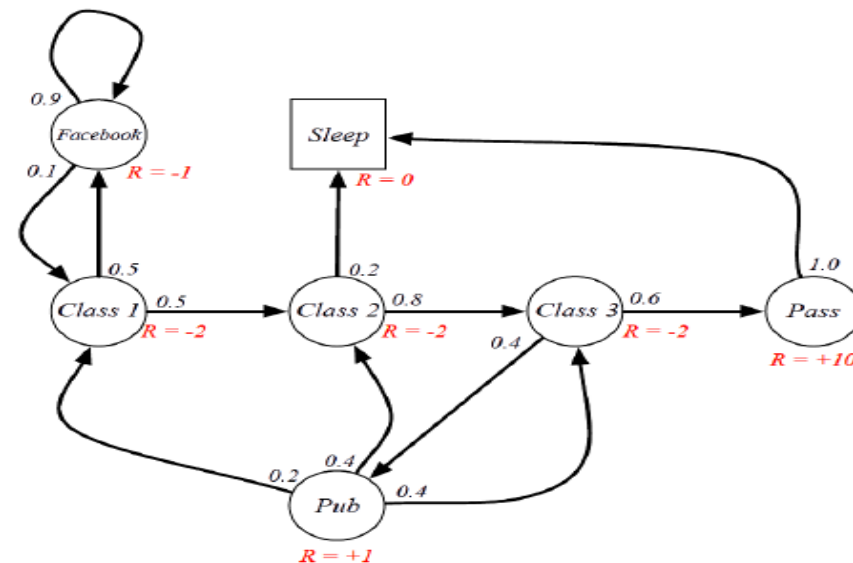 0.9
Facebook
Sleep
0.1
R = -1
R = 0
0.5
0.2
1.0
Class 1
0.5
Class 2
0.8
Class 3
0.6
Pass
R = -2
R = -2
R = -2
0.4
R = +10
0.4
0.2
0.4
Pub
R = +1